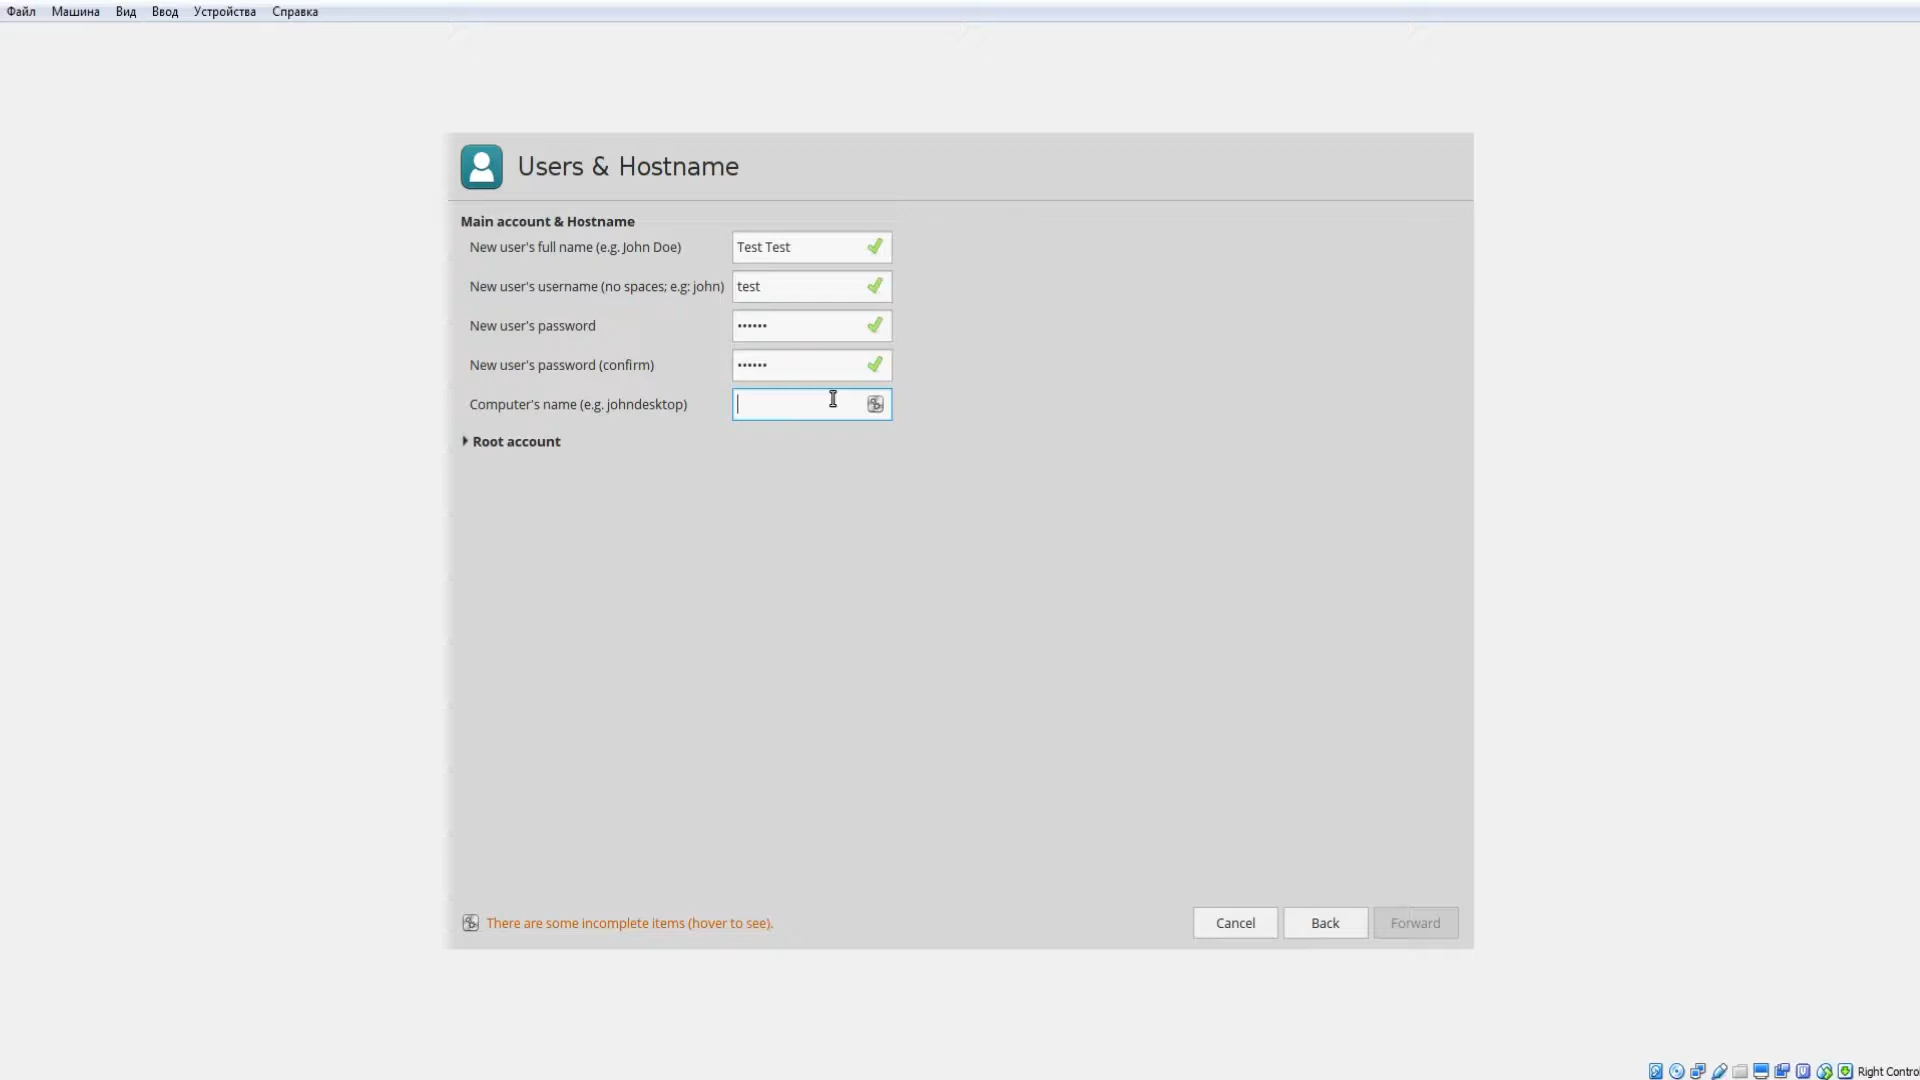 Файл Машина Вид Ввод Устройства Справка
Users & Hostname
Main account & Hostname
New user's full name (e.g. John Doe) Test Test
New user's username (no spaces; e.g: john) test
New user's password ••••••
New user's password (confirm) ••••••
Computer's name (e.g. johndesktop)
Root account
There are some incomplete items (hover to see).
Cancel Back Forward
Right Contro